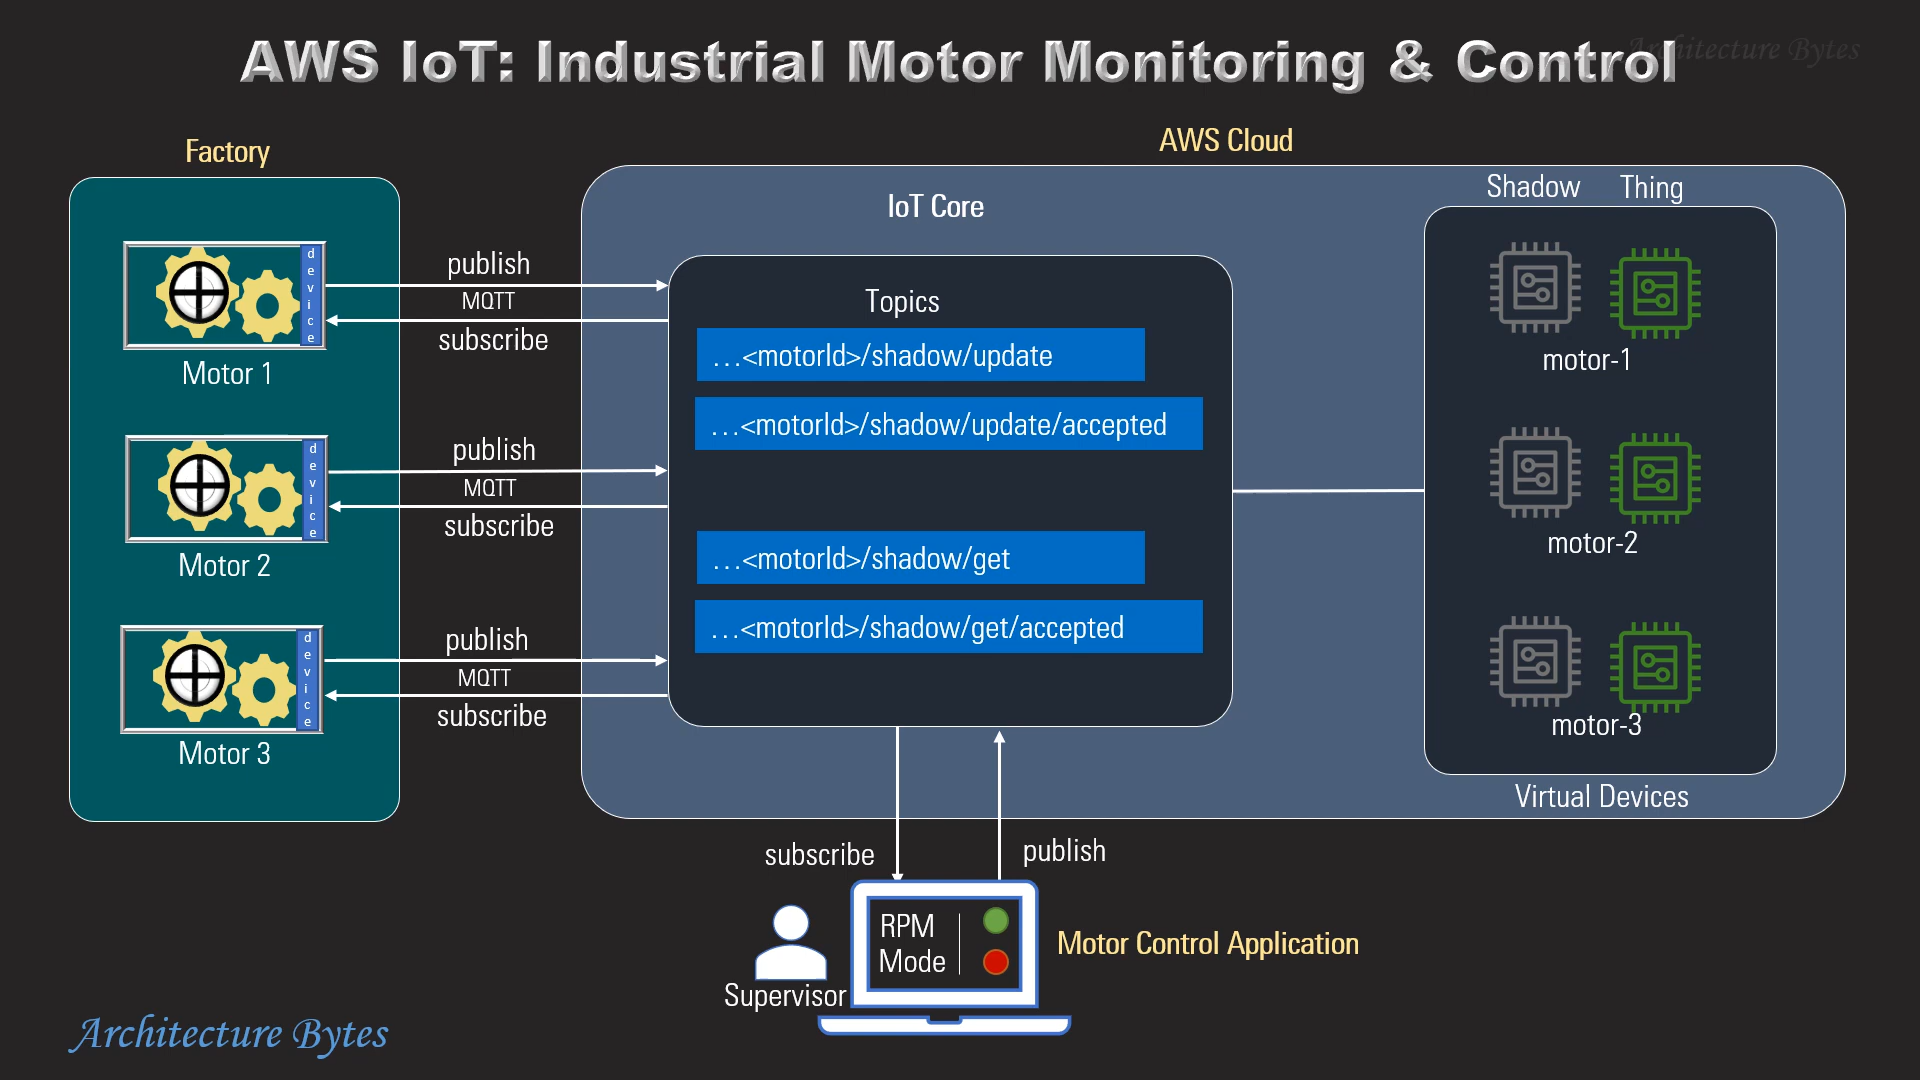 AWS IoT: Industrial Motor Monitoring & Control
Architecture Bytes
Factory
AWS Cloud
device
Motor 1
device
Motor 2
device
Motor 3
publish
MQTT
subscribe
publish
MQTT
subscribe
publish
MQTT
subscribe
IoT Core
Topics
...<motorId>/shadow/update
...<motorId>/shadow/update/accepted
...<motorId>/shadow/get
...<motorId>/shadow/get/accepted
Shadow Thing
motor-1
motor-2
motor-3
Virtual Devices
subscribe
publish
RPM
Mode
Supervisor
Motor Control Application
Architecture Bytes